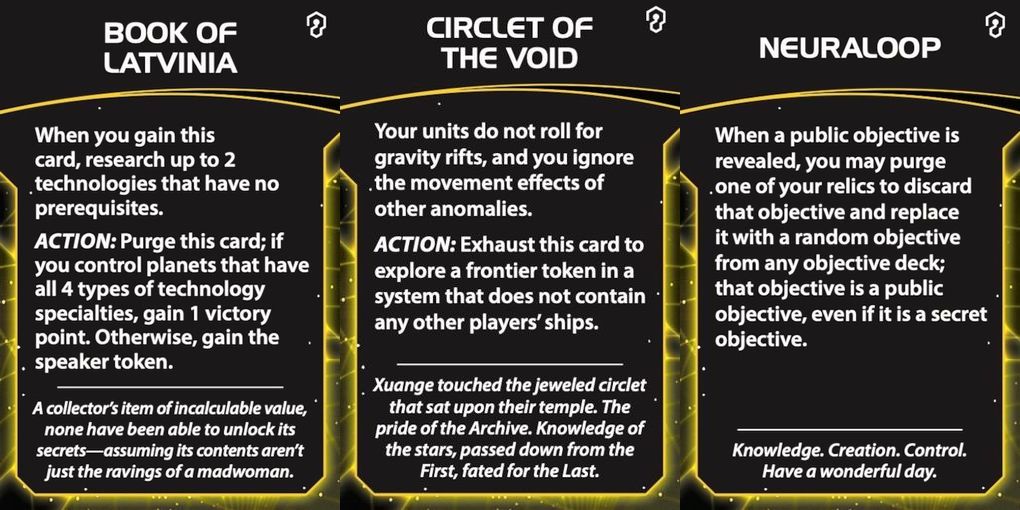 BOOK OF
LATVINIA
When you gain this
card, research up to 2
technologies that have no
prerequisites.
ACTION: Purge this card; if
you control planets that have
all 4 types of technology
specialties, gain 1 victory
point. Otherwise, gain the
speaker token.
A collector's item of incalculable value,
none have been able to unlock its
secrets—assuming its contents aren't
just the ravings of a madwoman.
CIRCLET OF
THE VOID
Your units do not roll for
gravity rifts, and you ignore
the movement effects of
other anomalies.
ACTION: Exhaust this card to
explore a frontier token in a
system that does not contain
any other players' ships.
Xuange touched the jeweled circlet
that sat upon their temple. The
pride of the Archive. Knowledge of
the stars, passed down from the
First, fated for the Last.
NEURALOOP
When a public objective is
revealed, you may purge
one of your relics to discard
that objective and replace
it with a random objective
from any objective deck;
that objective is a public
objective, even if it is a secret
objective.
Knowledge. Creation. Control.
Have a wonderful day.